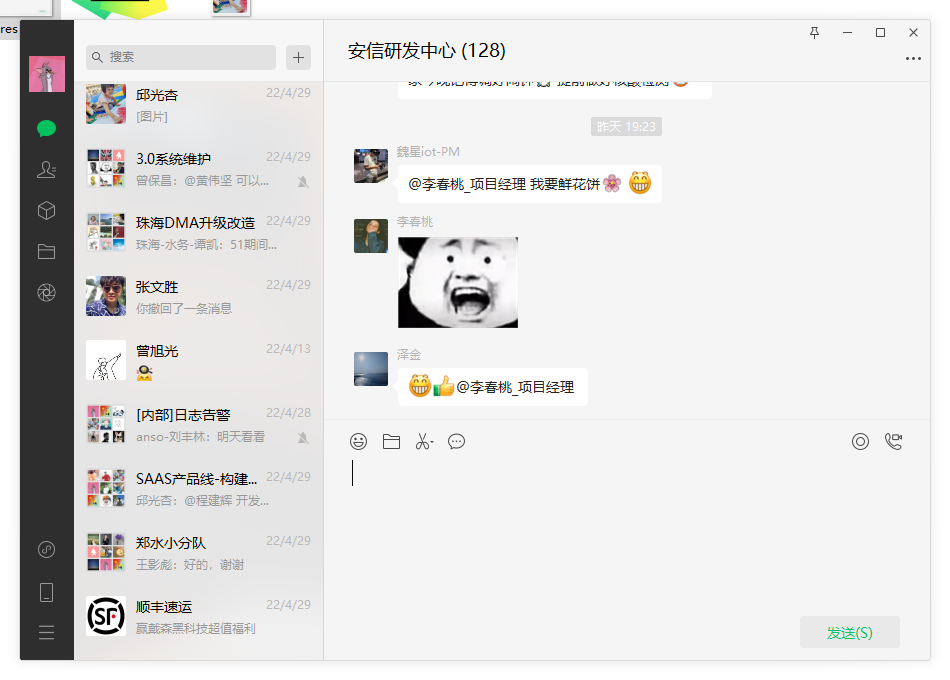 res
搜索
邱光杏 22/4/29
[图片]
3.0系统维护 22/4/29
曾保昌：@黄伟坚 可以...
珠海DMA升级改造 22/4/29
珠海-水务-谭凯：51期间...
张文胜 22/4/29
你撤回了一条消息
曾旭光 22/4/13
[内部]日志告警 22/4/28
anso-刘丰林：明天看看
SAAS产品线-构建... 22/4/29
邱光杏：@程建辉 开发...
郑水小分队 22/4/29
王影彪：好的，谢谢
顺丰速运 22/4/29
赢戴森黑科技超值福利
安信研发中心 (128)
昨天 19:23
魏星iot-PM
@李春桃_项目经理 我要鲜花饼
李春桃
泽金
@李春桃_项目经理
发送(S)